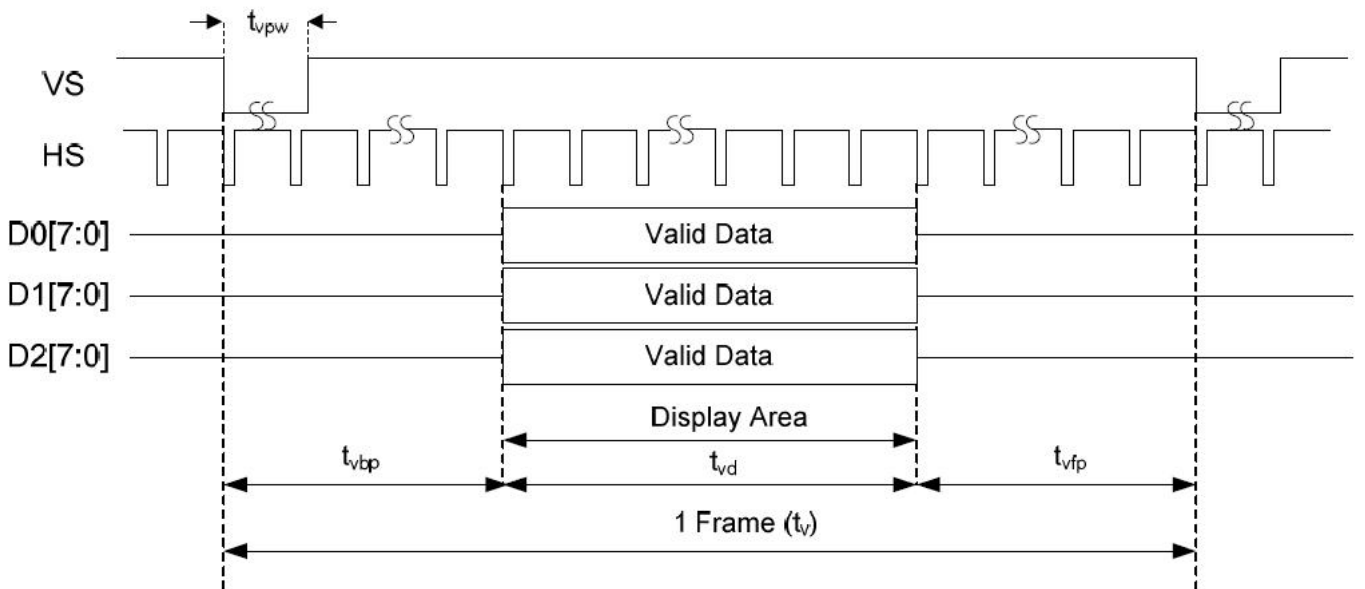 tvpw
VS
HS
D0[7:0]
Valid Data
D1[7:0]
Valid Data
D2[7:0]
Valid Data
Display Area
tvbp
tvd
tvfp
1 Frame (tv)